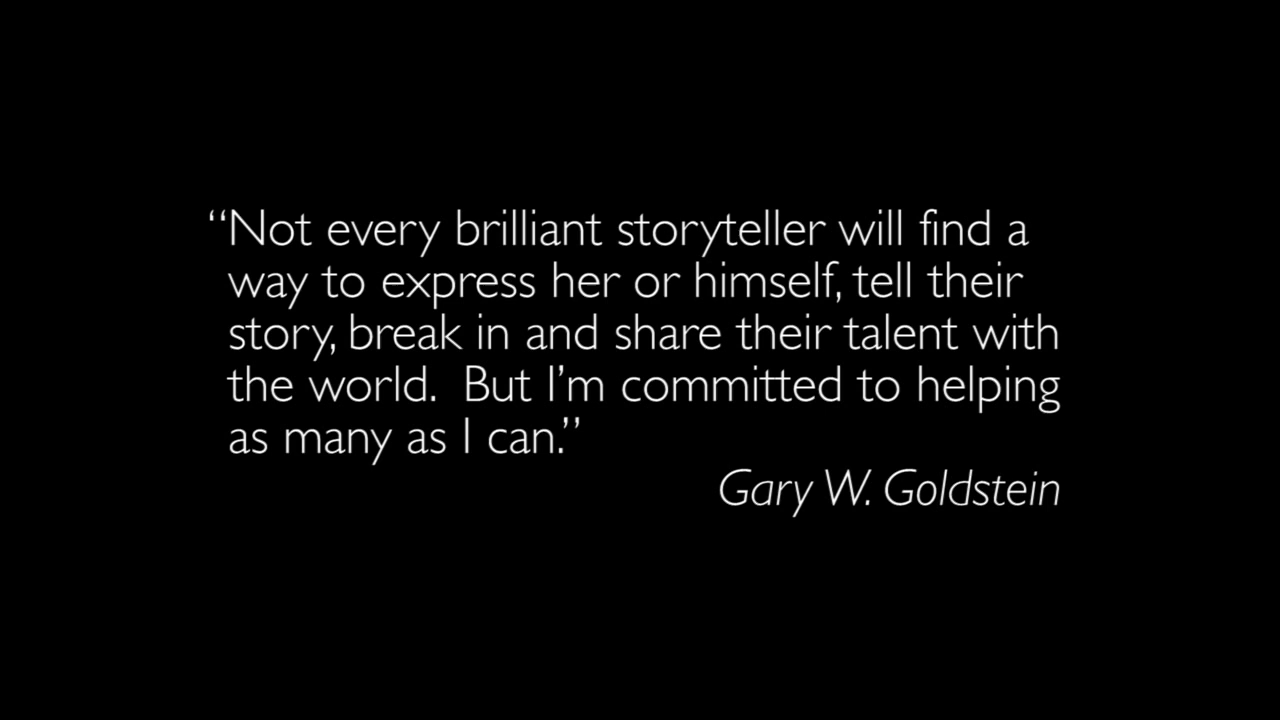 “Not every brilliant storyteller will find a
way to express her or himself, tell their
story, break in and share their talent with
the world.  But I’m committed to helping
as many as I can.”
Gary W. Goldstein